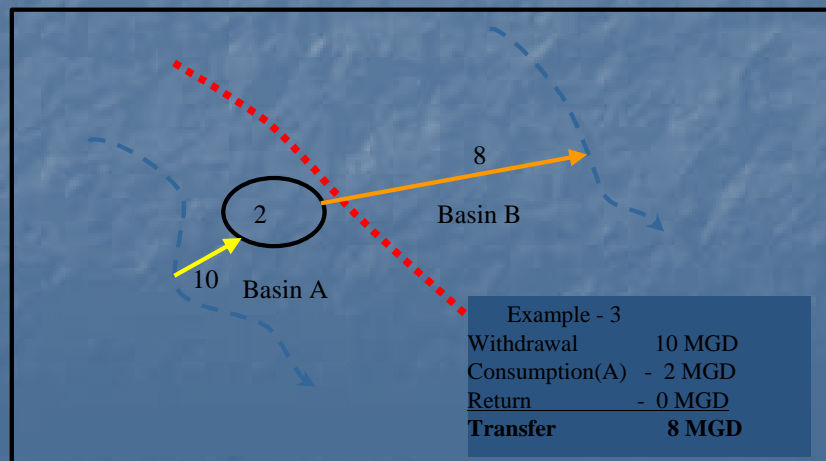 8
2
Basin B
10
Basin A
Example - 3
Withdrawal 10 MGD
Consumption(A) - 2 MGD
Return - 0 MGD
Transfer 8 MGD